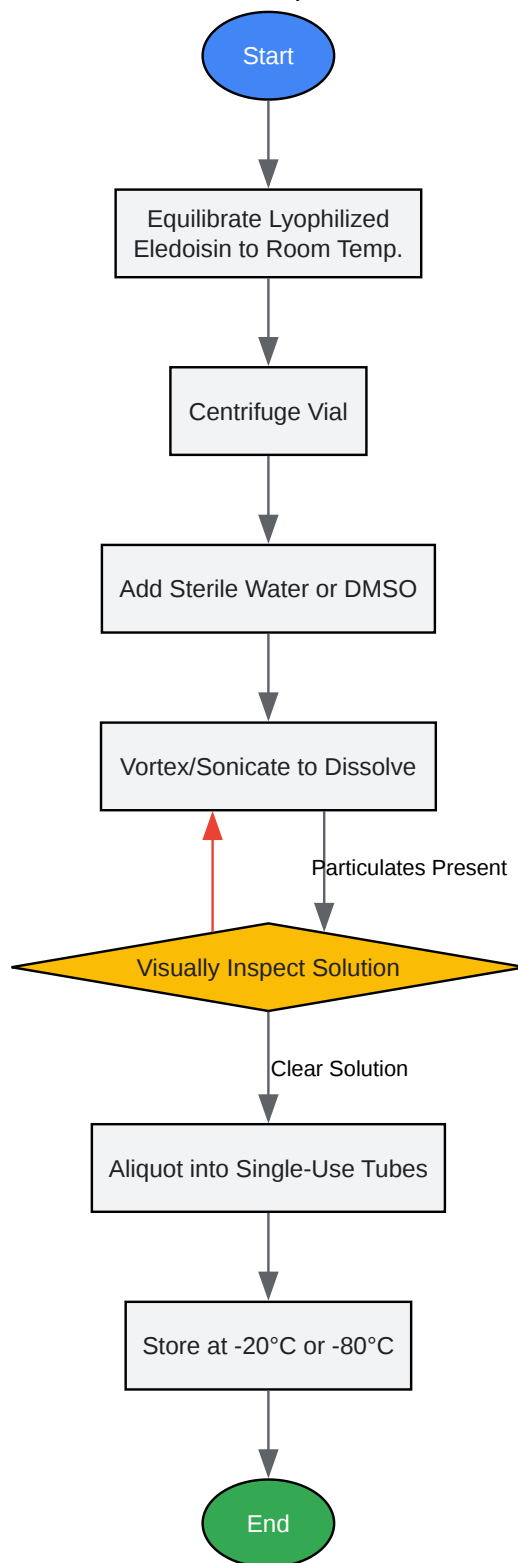 Start
Equilibrate Lyophilized
Eledoisin to Room Temp.
Centrifuge Vial
Add Sterile Water or DMSO
Vortex/Sonicate to Dissolve
Particulates Present
Visually Inspect Solution
Clear Solution
Aliquot into Single-Use Tubes
Store at -20°C or -80°C
End